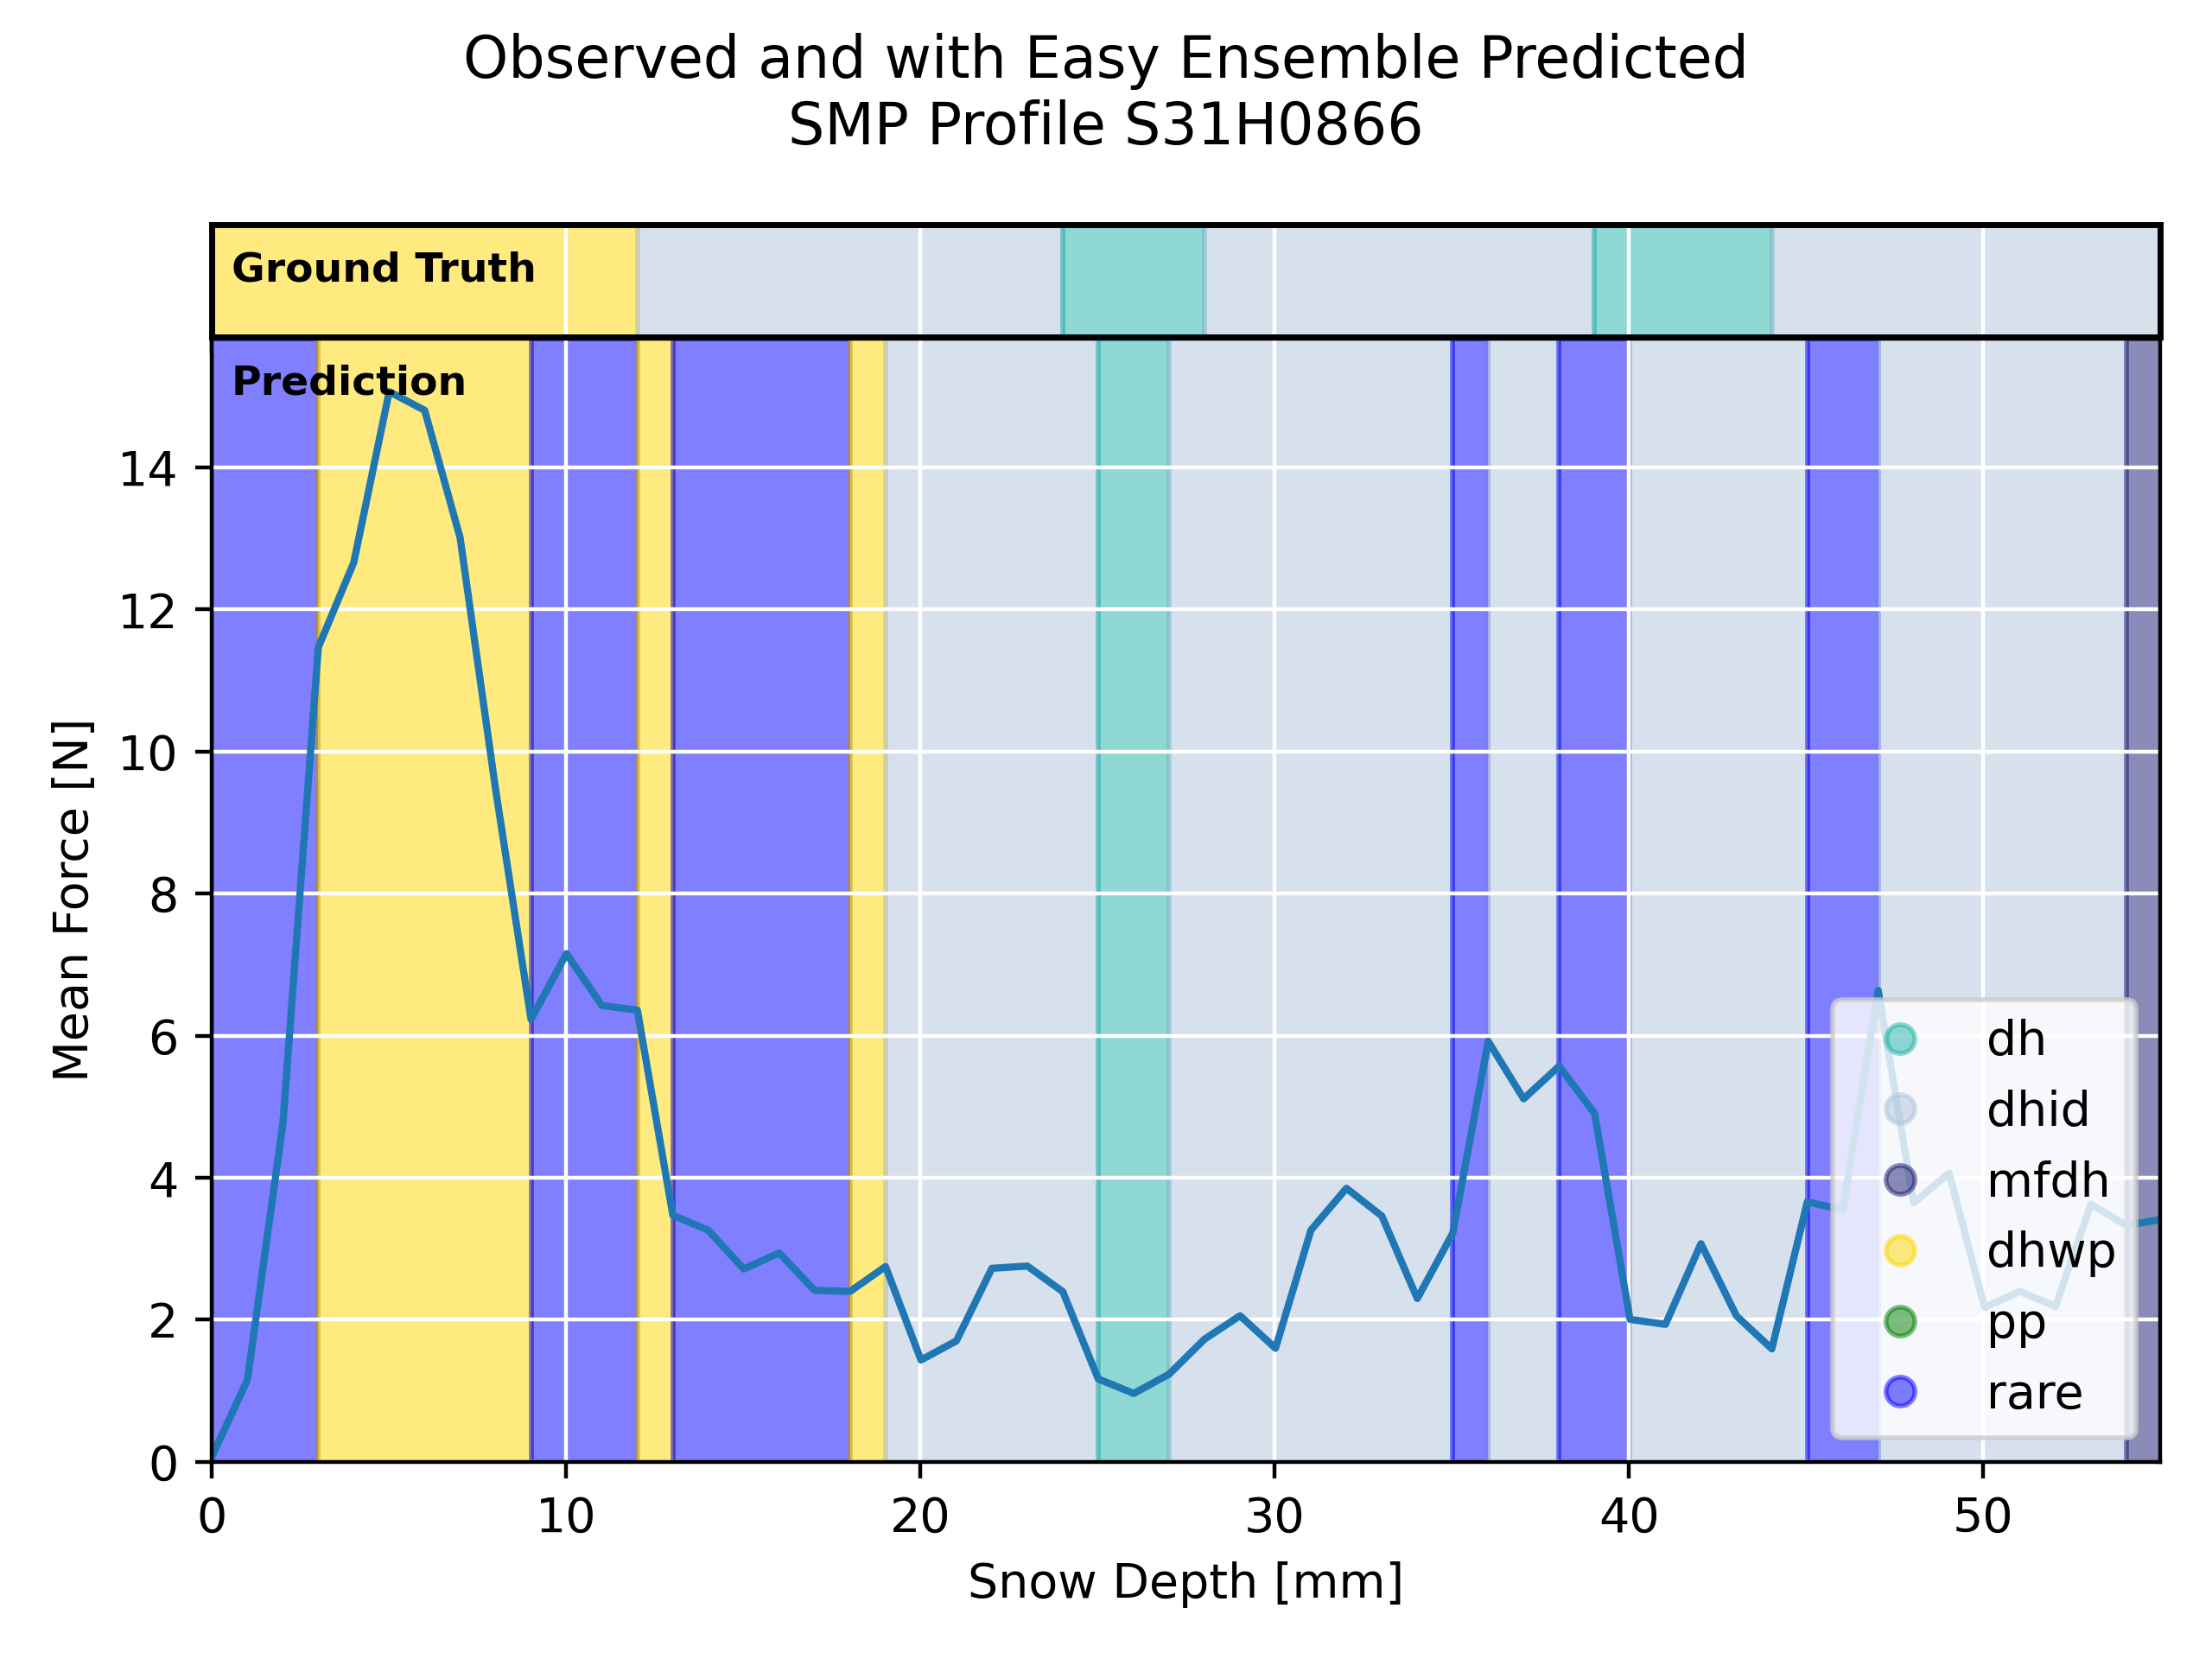 Observed and with Easy Ensemble Predicted
SMP Profile S31H0866
Ground Truth
Prediction
14
12
10
8
6
4
2
0
Mean Force [N]
dh
dhid
mfdh
dhwp
pp
rare
0 10 20 30 40 50
Snow Depth [mm]